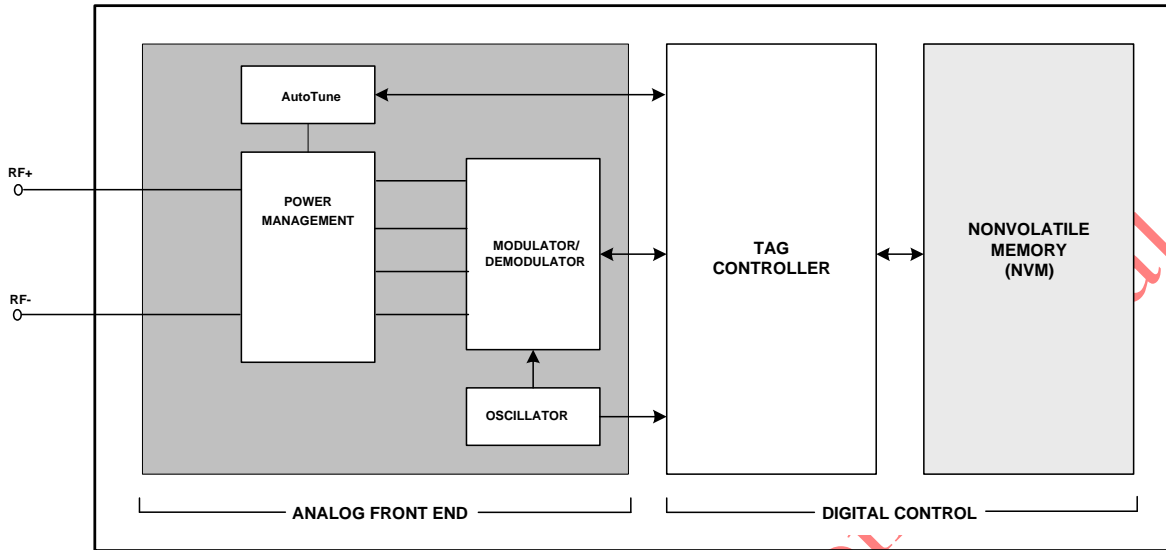 AutoTune
RF+
POWER
MANAGEMENT
MODULATOR/
DEMODULATOR
RF-
OSCILLATOR
TAG
CONTROLLER
NONVOLATILE
MEMORY
(NVM)
ANALOG FRONT END
DIGITAL CONTROL